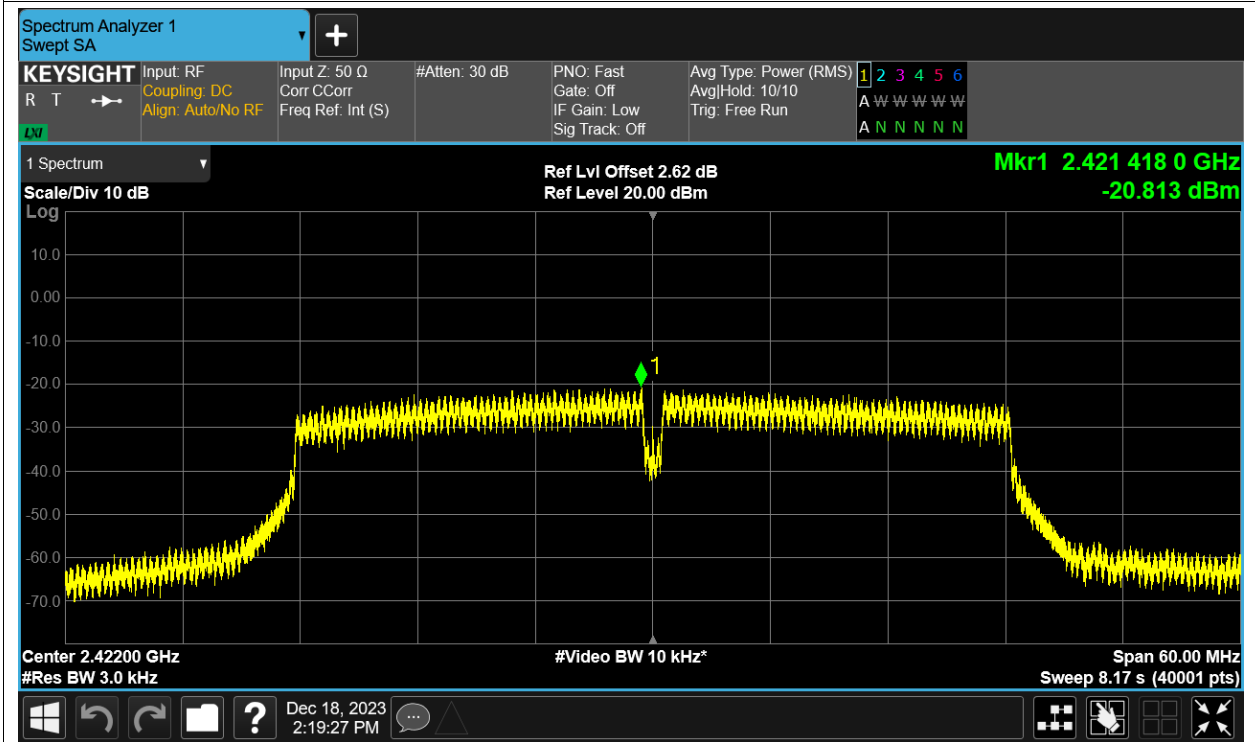 Spectrum Analyzer 1
Swept SA
+
KEYSIGHT
R T
LXI
Input: RF
Coupling: DC
Align: Auto/No RF
Input Z: 50 Ω
Corr CCorr
Freq Ref: Int (S)
#Atten: 30 dB
PNO: Fast
Gate: Off
IF Gain: Low
Sig Track: Off
Avg Type: Power (RMS)
Avg|Hold: 10/10
Trig: Free Run
1 2 3 4 5 6
A W W W W W
A N N N N N
1 Spectrum
Scale/Div 10 dB
Log
Ref Lvl Offset 2.62 dB
Ref Level 20.00 dBm
Mkr1 2.421 418 0 GHz
-20.813 dBm
10.0
0.00
-10.0
-20.0
-30.0
-40.0
-50.0
-60.0
-70.0
1
Center 2.42200 GHz
#Res BW 3.0 kHz
#Video BW 10 kHz*
Span 60.00 MHz
Sweep 8.17 s (40001 pts)
?
Dec 18, 2023
2:19:27 PM